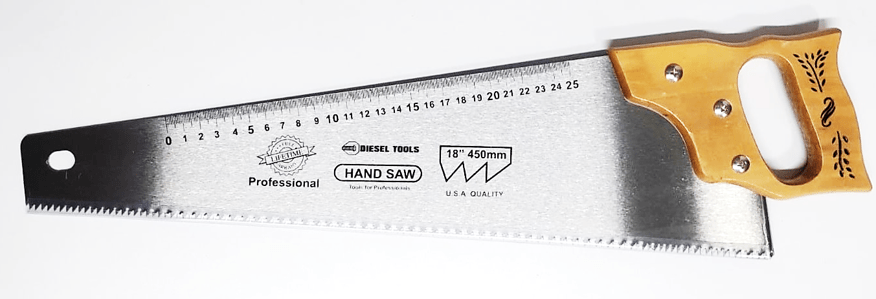 0 1 2 3 4 5 6 7 8 9 10 11 12 13 14 15 16 17 18 19 20 21 22 23 24 25
LIFETIME
Professional
DIESEL TOOLS
HAND SAW
Tools for Professionals
18" 450mm
USA QUALITY